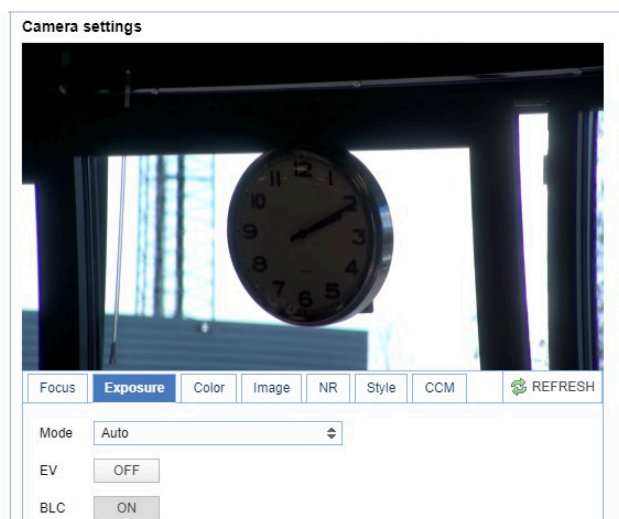 Camera settings
12
11 1
10 2
9 3
8 4
7 5
6
Focus Exposure Color Image NR Style CCM REFRESH
Mode Auto
EV OFF
BLC ON